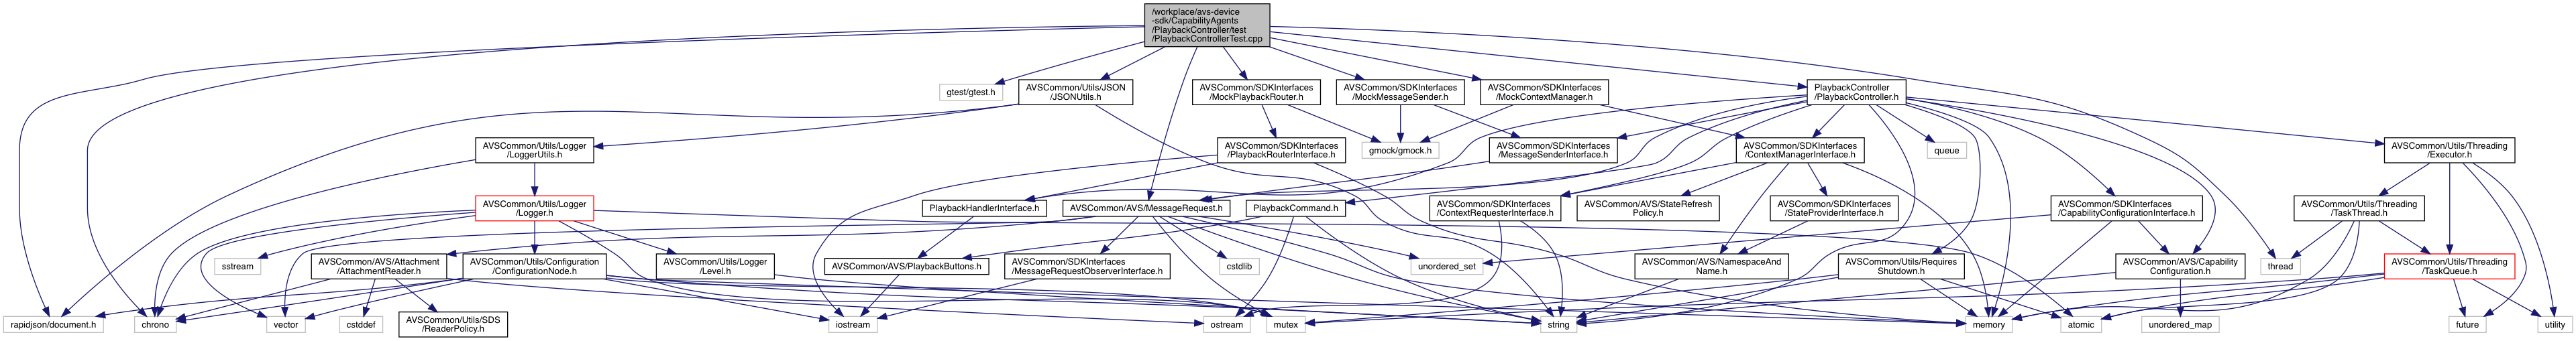 /workplace/avs-device
-sdk/CapabilityAgents
/PlaybackController/test
/PlaybackControllerTest.cpp
gtest/gtest.h
AVSCommon/Utils/JSON
/JSONUtils.h
AVSCommon/SDKInterfaces
/MockPlaybackRouter.h
AVSCommon/SDKInterfaces
/MockMessageSender.h
AVSCommon/SDKInterfaces
/MockContextManager.h
PlaybackController
/PlaybackController.h
AVSCommon/Utils/Logger
/LoggerUtils.h
AVSCommon/SDKInterfaces
/PlaybackRouterInterface.h
gmock/gmock.h
AVSCommon/SDKInterfaces
/MessageSenderInterface.h
AVSCommon/SDKInterfaces
/ContextManagerInterface.h
queue
AVSCommon/Utils/Threading
/Executor.h
AVSCommon/Utils/Logger
/Logger.h
PlaybackHandlerInterface.h
AVSCommon/AVS/MessageRequest.h
PlaybackCommand.h
AVSCommon/SDKInterfaces
/ContextRequesterInterface.h
AVSCommon/AVS/StateRefresh
Policy.h
AVSCommon/SDKInterfaces
/StateProviderInterface.h
AVSCommon/SDKInterfaces
/CapabilityConfigurationInterface.h
AVSCommon/Utils/Threading
/TaskThread.h
sstream
AVSCommon/AVS/Attachment
/AttachmentReader.h
AVSCommon/Utils/Configuration
/ConfigurationNode.h
AVSCommon/Utils/Logger
/Level.h
AVSCommon/AVS/PlaybackButtons.h
AVSCommon/SDKInterfaces
/MessageRequestObserverInterface.h
cstdlib
unordered_set
AVSCommon/AVS/NamespaceAnd
Name.h
AVSCommon/Utils/Requires
Shutdown.h
AVSCommon/AVS/Capability
Configuration.h
thread
AVSCommon/Utils/Threading
/TaskQueue.h
rapidjson/document.h
chrono
vector
cstddef
AVSCommon/Utils/SDS
/ReaderPolicy.h
iostream
ostream
mutex
string
memory
atomic
unordered_map
future
utility